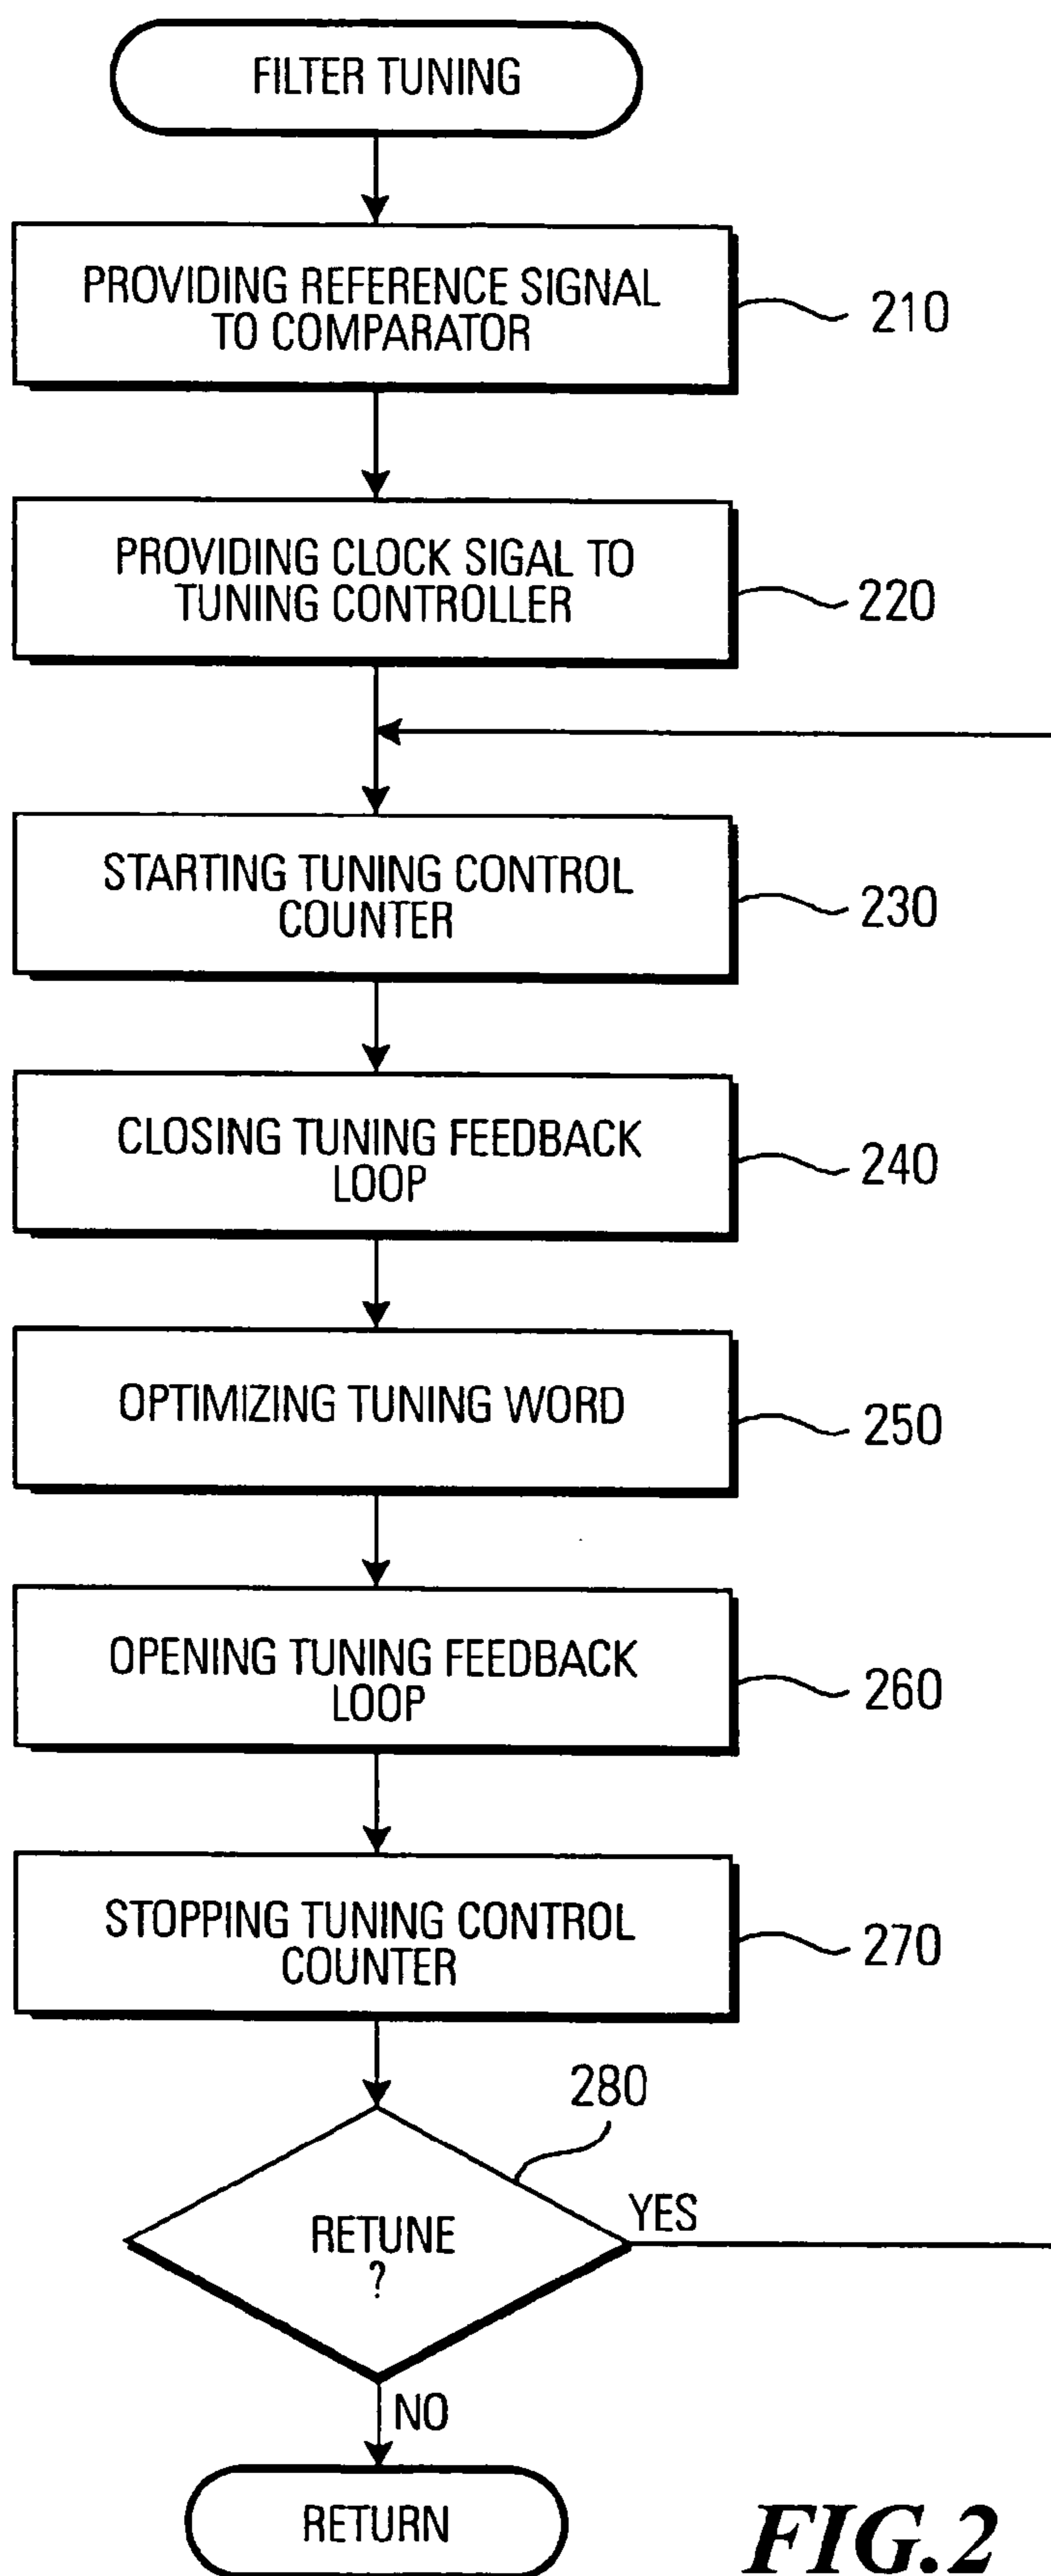 FILTER TUNING
PROVIDING REFERENCE SIGNAL
TO COMPARATOR
210
PROVIDING CLOCK SIGAL TO
TUNING CONTROLLER
220
STARTING TUNING CONTROL
COUNTER
230
CLOSING TUNING FEEDBACK
LOOP
240
OPTIMIZING TUNING WORD
250
OPENING TUNING FEEDBACK
LOOP
260
STOPPING TUNING CONTROL
COUNTER
270
280
RETUNE
?
YES
NO
RETURN
FIG.2